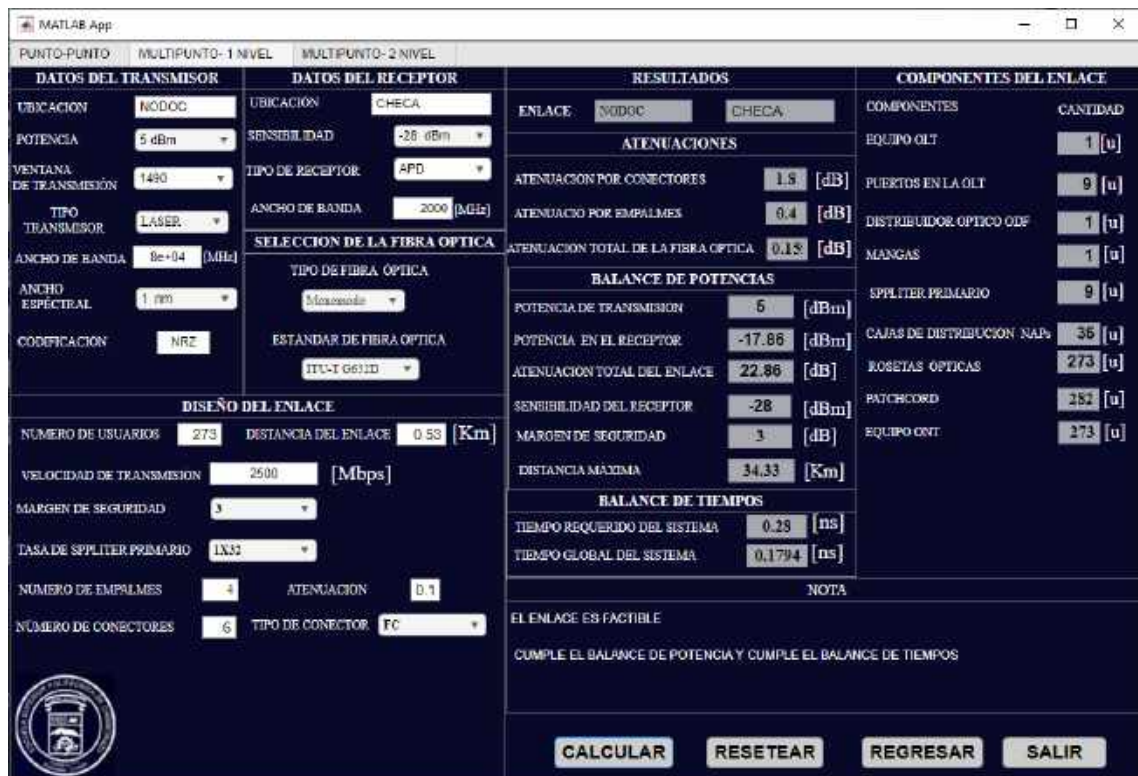 MATLAB App
PUNTO-PUNTO MULTIPUNTO- 1 NIVEL MULTIPUNTO- 2 NIVEL
DATOS DEL TRANSMISOR
UBICACION NODOC
POTENCIA 5 dBm
VENTANA
DE TRANSMISIÓN 1490
TIPO
TRANSMISOR LASER
ANCHO DE BANDA 8e+04 [MHz]
ANCHO
ESPÉCTRAL 1 nm
CODIFICACION NRZ
DATOS DEL RECEPTOR
UBICACIÓN CHECA
SENSIBILIDAD -28 dBm
TIPO DE RECEPTOR APD
ANCHO DE BANDA 2000 [MHz]
SELECCION DE LA FIBRA OPTICA
TIPO DE FIBRA ÓPTICA
Monomodo
ESTANDAR DE FIBRA OPTICA
ITU-T G652D
DISEÑO DEL ENLACE
NUMERO DE USUARIOS 273 DISTANCIA DEL ENLACE 0.53 [Km]
VELOCIDAD DE TRANSMISION 2500 [Mbps]
MARGEN DE SEGURIDAD 3
TASA DE SPPLITER PRIMARIO 1X32
NÚMERO DE EMPALMES 4 ATENUACIÓN 0.1
NÚMERO DE CONECTORES 6 TIPO DE CONECTOR FC
RESULTADOS
ENLACE NODOC CHECA
ATENUACIONES
ATENUACION POR CONECTORES 1.8 [dB]
ATENUACIO POR EMPALMES 0.4 [dB]
ATENUACION TOTAL DE LA FIBRA OPTICA [dB]
BALANCE DE POTENCIAS
POTENCIA DE TRANSMISION 5 [dBm]
POTENCIA EN EL RECEPTOR -17.86 [dBm]
ATENUACION TOTAL DEL ENLACE 22.86 [dB]
SENSIBILIDAD DEL RECEPTOR -28 [dBm]
MARGEN DE SEGURIDAD 3 [dB]
DISTANCIA MÁXIMA 34.33 [Km]
BALANCE DE TIEMPOS
TIEMPO REQUERIDO DEL SISTEMA 0.28 [ns]
TIEMPO GLOBAL DEL SISTEMA 0.1794 [ns]
COMPONENTES DEL ENLACE
COMPONENTES CANTIDAD
EQUIPO OLT 1 [u]
PUERTOS EN LA OLT 9 [u]
DISTRIBUIDOR OPTICO ODF 1 [u]
MANGAS 1 [u]
SPPLITER PRIMARIO 9 [u]
CAJAS DE DISTRIBUCION NAPs 36 [u]
ROSETAS OPTICAS 273 [u]
PATCHCORD 282 [u]
EQUIPO ONT 273 [u]
NOTA
EL ENLACE ES FACTIBLE
CUMPLE EL BALANCE DE POTENCIA Y CUMPLE EL BALANCE DE TIEMPOS
CALCULAR RESETEAR REGRESAR SALIR